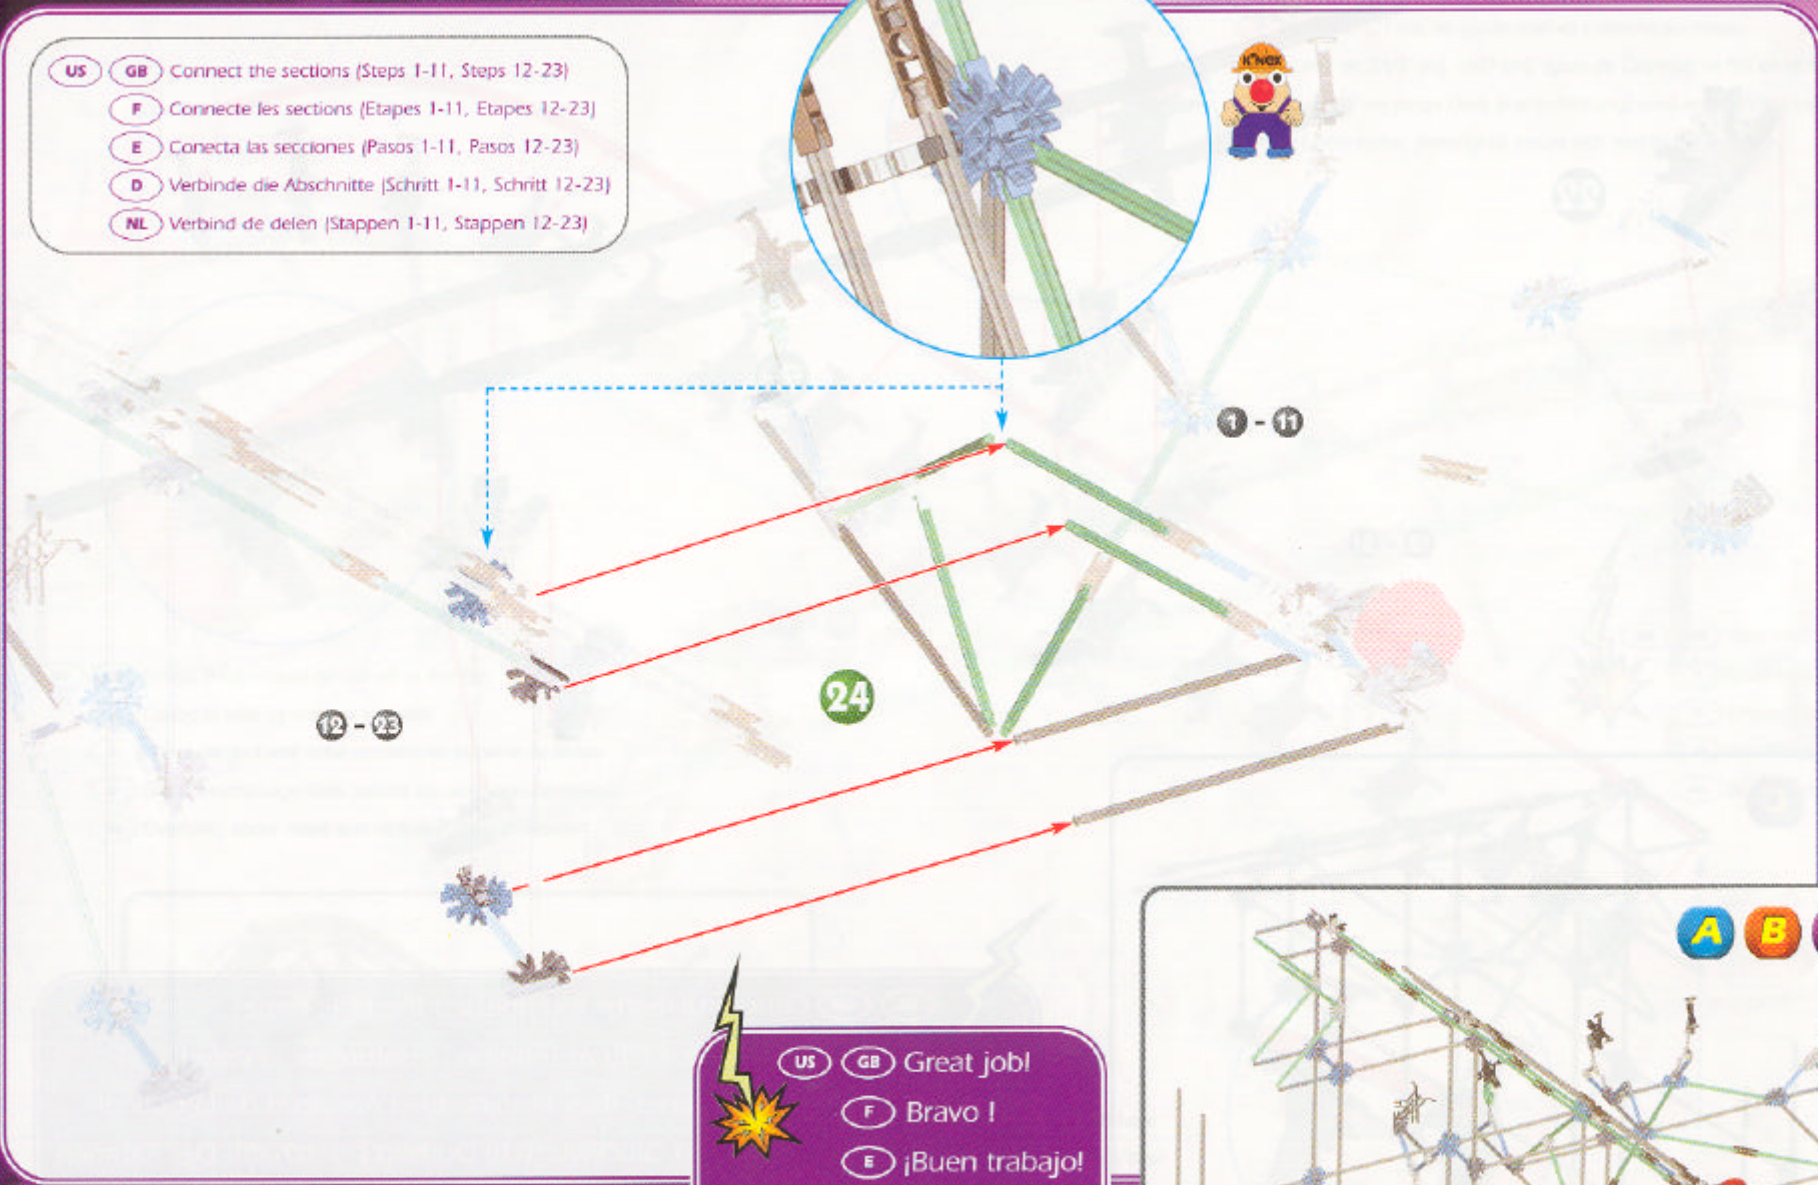 US GB Connect the sections (Steps 1-11, Steps 12-23)
F Connecte les sections (Etapes 1-11, Etapes 12-23)
E Conecta las secciones (Pasos 1-11, Pasos 12-23)
D Verbinde die Abschnitte (Schritt 1-11, Schritt 12-23)
NL Verbind de delen (Stappen 1-11, Stappen 12-23)
K'NEX
1 - 11
24
12 - 23
A B
US GB Great job!
F Bravo !
E ¡Buen trabajo!